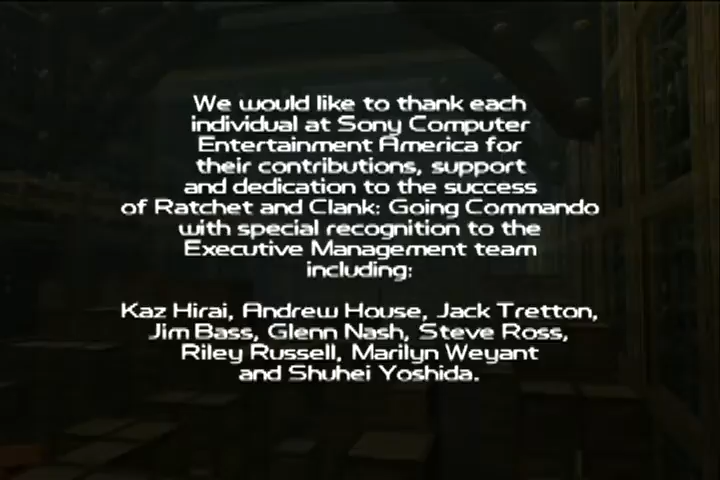 We would like to thank each
individual at Sony Computer
Entertainment America for
their contributions, support
and dedication to the success
of Ratchet and Clank: Going Commando
with special recognition to the
Executive Management team
including:
Kaz Hirai, Andrew House, Jack Tretton,
Jim Bass, Glenn Nash, Steve Ross,
Riley Russell, Marilyn Weyant
and Shuhei Yoshida.